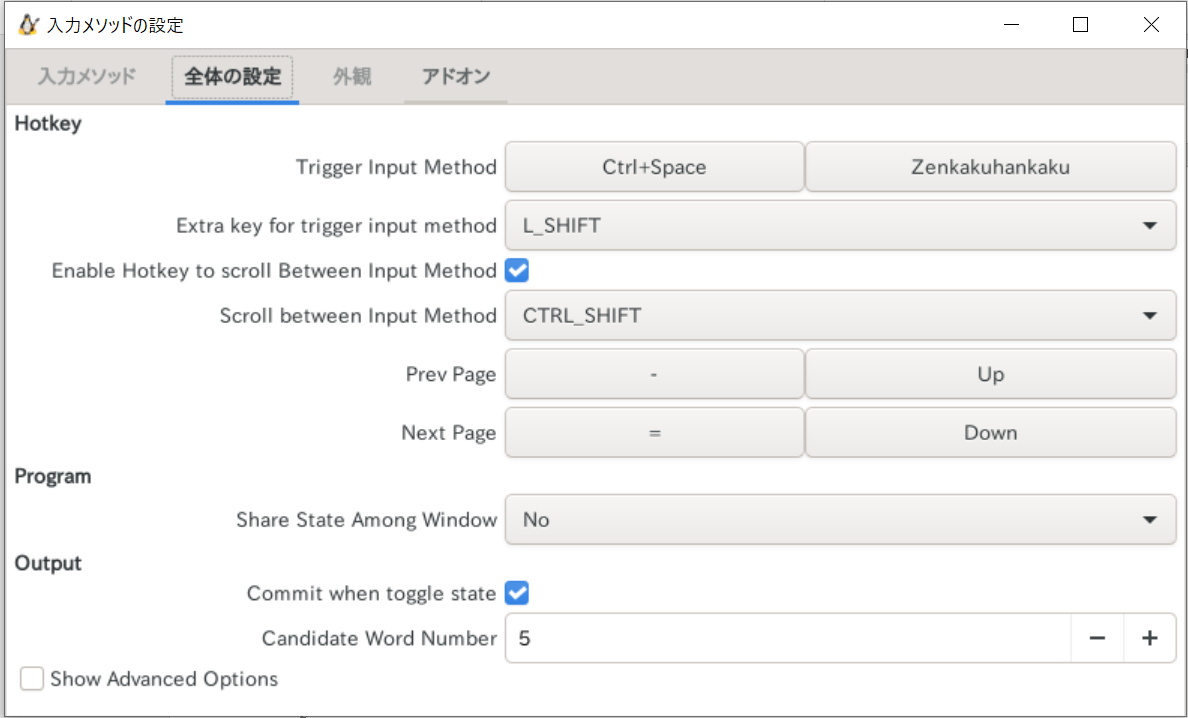 入力メソッドの設定
入力メソッド 全体の設定 外観 アドオン
Hotkey
Trigger Input Method Ctrl+Space Zenkakuhankaku
Extra key for trigger input method L_SHIFT
Enable Hotkey to scroll Between Input Method
Scroll between Input Method CTRL_SHIFT
Prev Page - Up
Next Page = Down
Program
Share State Among Window No
Output
Commit when toggle state
Candidate Word Number 5 − +
Show Advanced Options